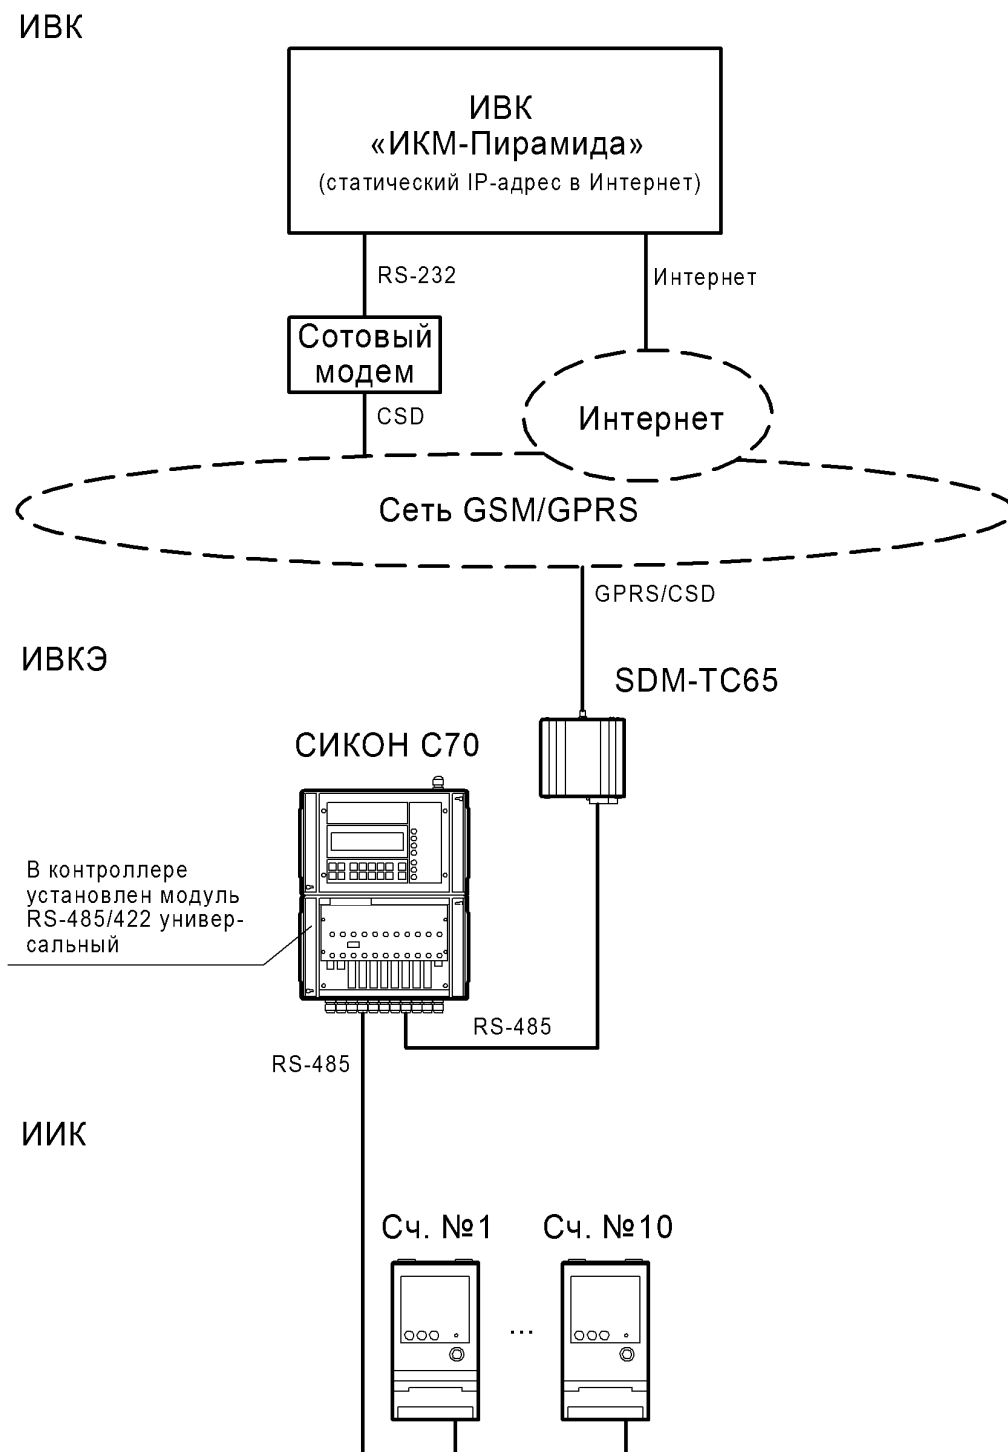 ИВК
ИВК
«ИКМ-Пирамида»
(статический IP-адрес в Интернет)
RS-232
Интернет
Сотовый
модем
CSD
Интернет
Сеть GSM/GPRS
GPRS/CSD
ИВКЭ
SDM-TC65
СИКОН С70
В контроллере
установлен модуль
RS-485/422 универ-
сальный
RS-485
RS-485
ИИК
Сч. №1
Сч. №10
...